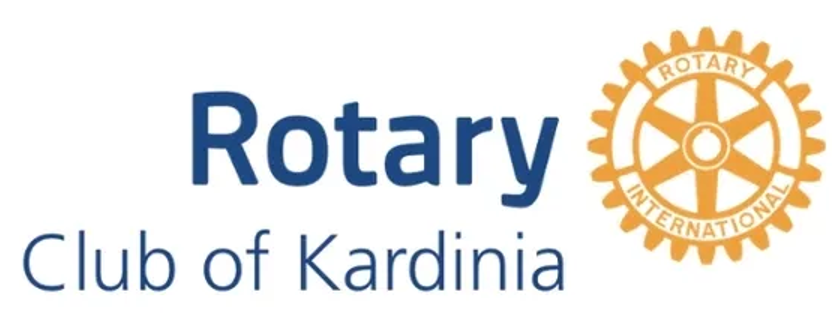 Rotary
Club of Kardinia
ROTARY
INTERNATIONAL